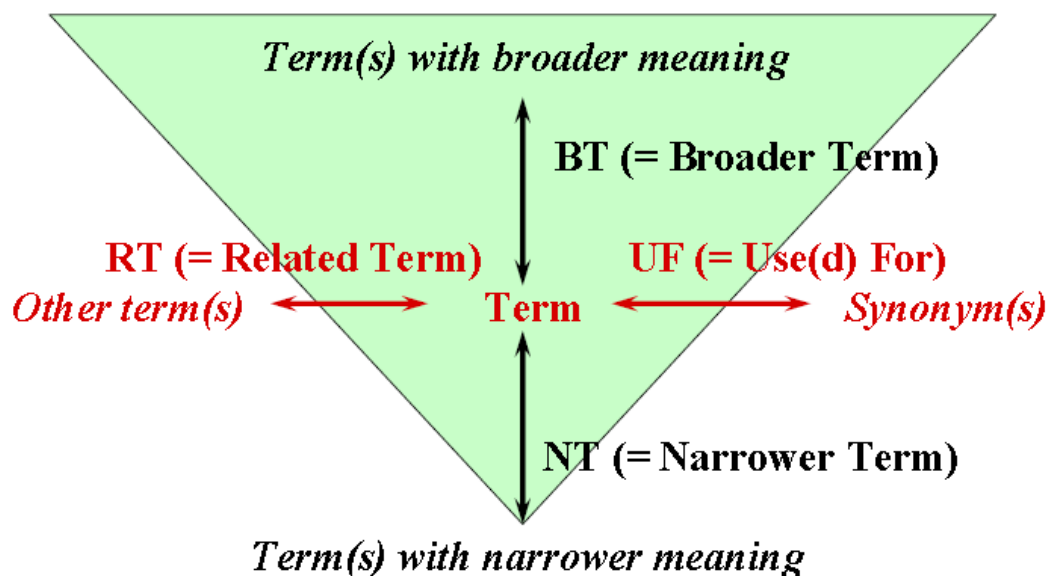 Term(s) with broader meaning
BT (= Broader Term)
RT (= Related Term)
UF (= Use(d) For)
Other term(s)
Term
Synonym(s)
NT (= Narrower Term)
Term(s) with narrower meaning